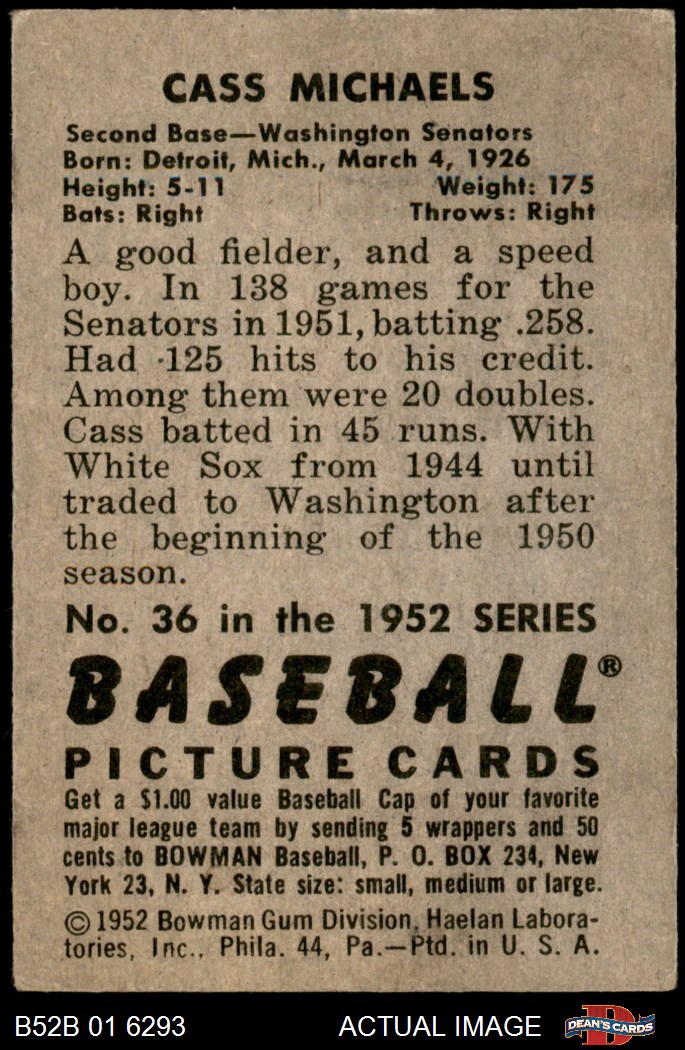 CASS MICHAELS
Second Base—Washington Senators
Born: Detroit, Mich., March 4, 1926
Height: 5-11 Weight: 175
Bats: Right Throws: Right
A good fielder, and a speed
boy. In 138 games for the
Senators in 1951, batting .258.
Had 125 hits to his credit.
Among them were 20 doubles.
Cass batted in 45 runs. With
White Sox from 1944 until
traded to Washington after
the beginning of the 1950
season.
No. 36 in the 1952 SERIES
BASEBALL®
PICTURE CARDS
Get a $1.00 value Baseball Cap of your favorite
major league team by sending 5 wrappers and 50
cents to BOWMAN Baseball, P. O. BOX 234, New
York 23, N. Y. State size: small, medium or large.
© 1952 Bowman Gum Division, Haelan Labora-
tories, Inc., Phila. 44, Pa.—Ptd. in U. S. A.
B52B 01 6293 ACTUAL IMAGE D DEAN'S CARDS